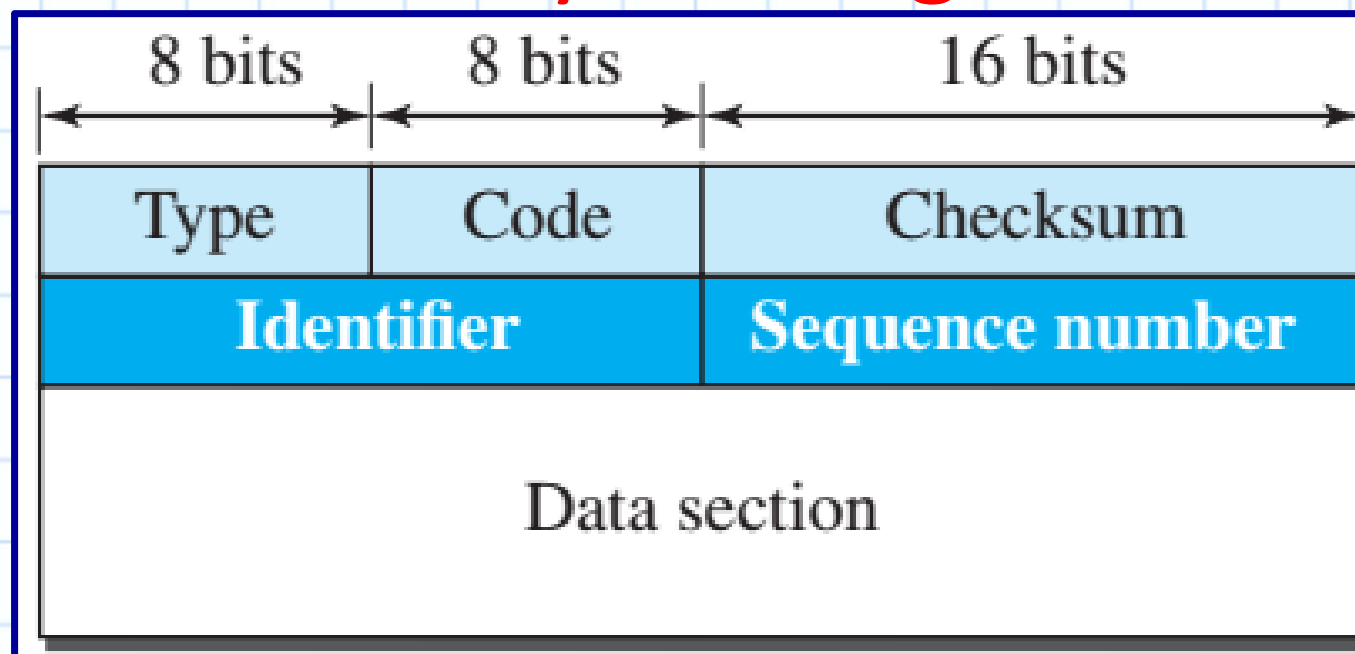 8 bits 8 bits 16 bits
Type Code Checksum
Identifier Sequence number
Data section